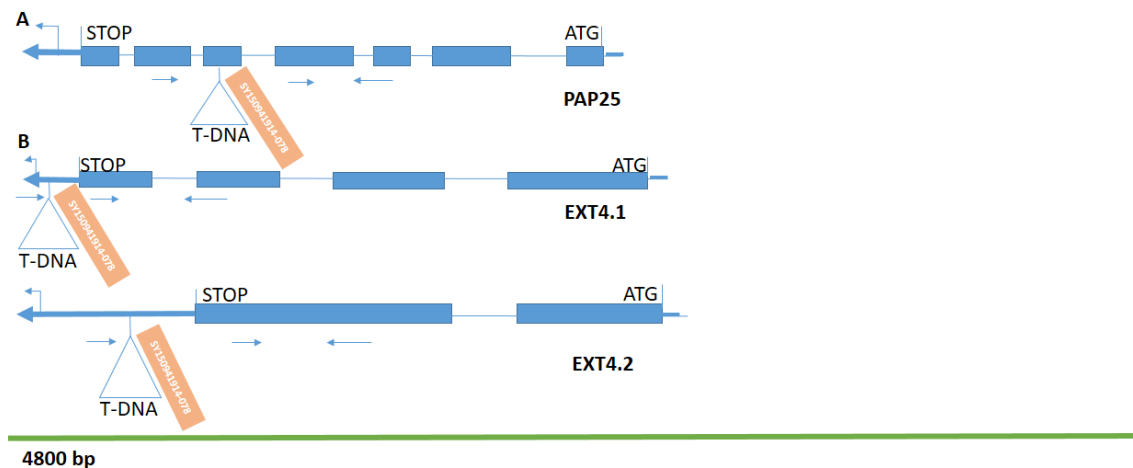 A
STOP
ATG
SY150941914-078
PAP25
T-DNA
B
STOP
ATG
SY150941914-078
EXT4.1
T-DNA
STOP
ATG
SY150941914-078
EXT4.2
T-DNA
4800 bp